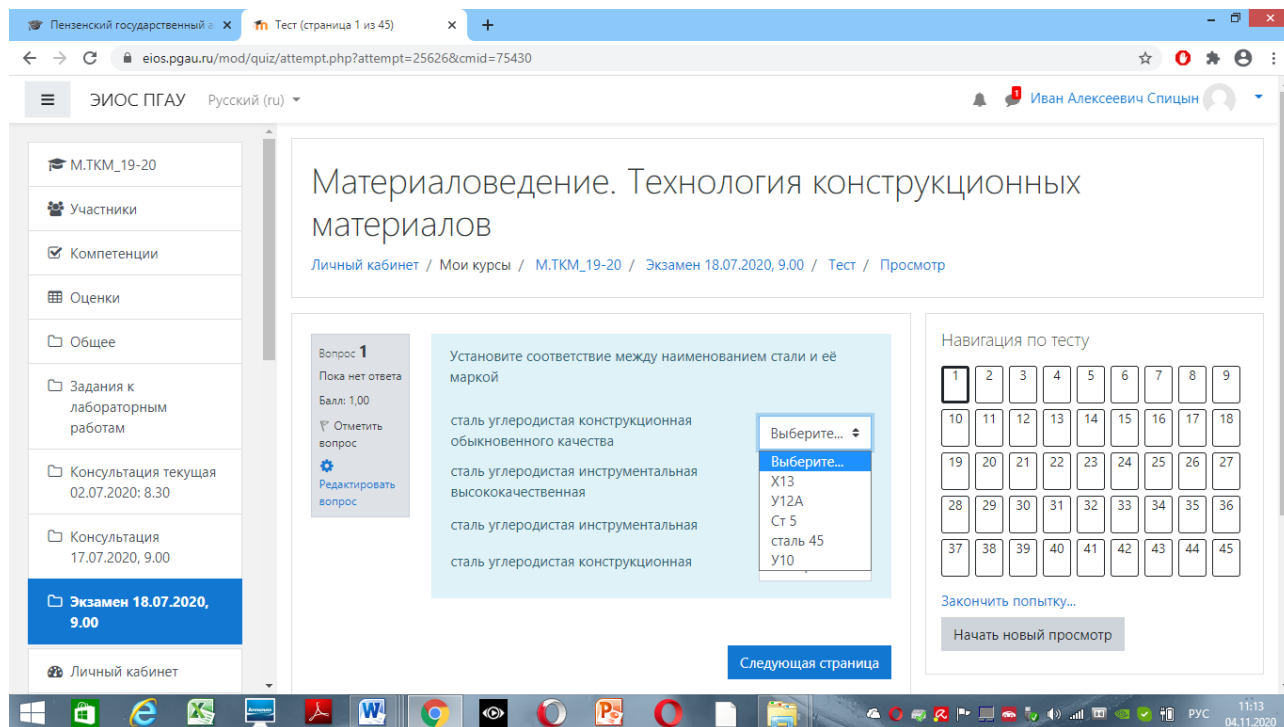 Пензенский государственный а
Тест (страница 1 из 45)
eios.pgau.ru/mod/quiz/attempt.php?attempt=25626&cmid=75430
ЭИОС ПГАУ Русский (ru)
1
Иван Алексеевич Спицын
М.ТКМ_19-20
Участники
Компетенции
Оценки
Общее
Задания к
лабораторным
работам
Консультация текущая
02.07.2020: 8.30
Консультация
17.07.2020, 9.00
Экзамен 18.07.2020,
9.00
Личный кабинет
Материаловедение. Технология конструкционных
материалов
Личный кабинет / Мои курсы / М.ТКМ_19-20 / Экзамен 18.07.2020, 9.00 / Тест / Просмотр
Вопрос 1
Пока нет ответа
Балл: 1,00
Отметить
вопрос
Редактировать
вопрос
Установите соответствие между наименованием стали и её
маркой
сталь углеродистая конструкционная
обыкновенного качества
сталь углеродистая инструментальная
высококачественная
сталь углеродистая инструментальная
сталь углеродистая конструкционная
Выберите...
Выберите...
Х13
У12А
Ст 5
сталь 45
У10
Следующая страница
Навигация по тесту
1 2 3 4 5 6 7 8 9
10 11 12 13 14 15 16 17 18
19 20 21 22 23 24 25 26 27
28 29 30 31 32 33 34 35 36
37 38 39 40 41 42 43 44 45
Закончить попытку...
Начать новый просмотр
РУС
11:13
04.11.2020